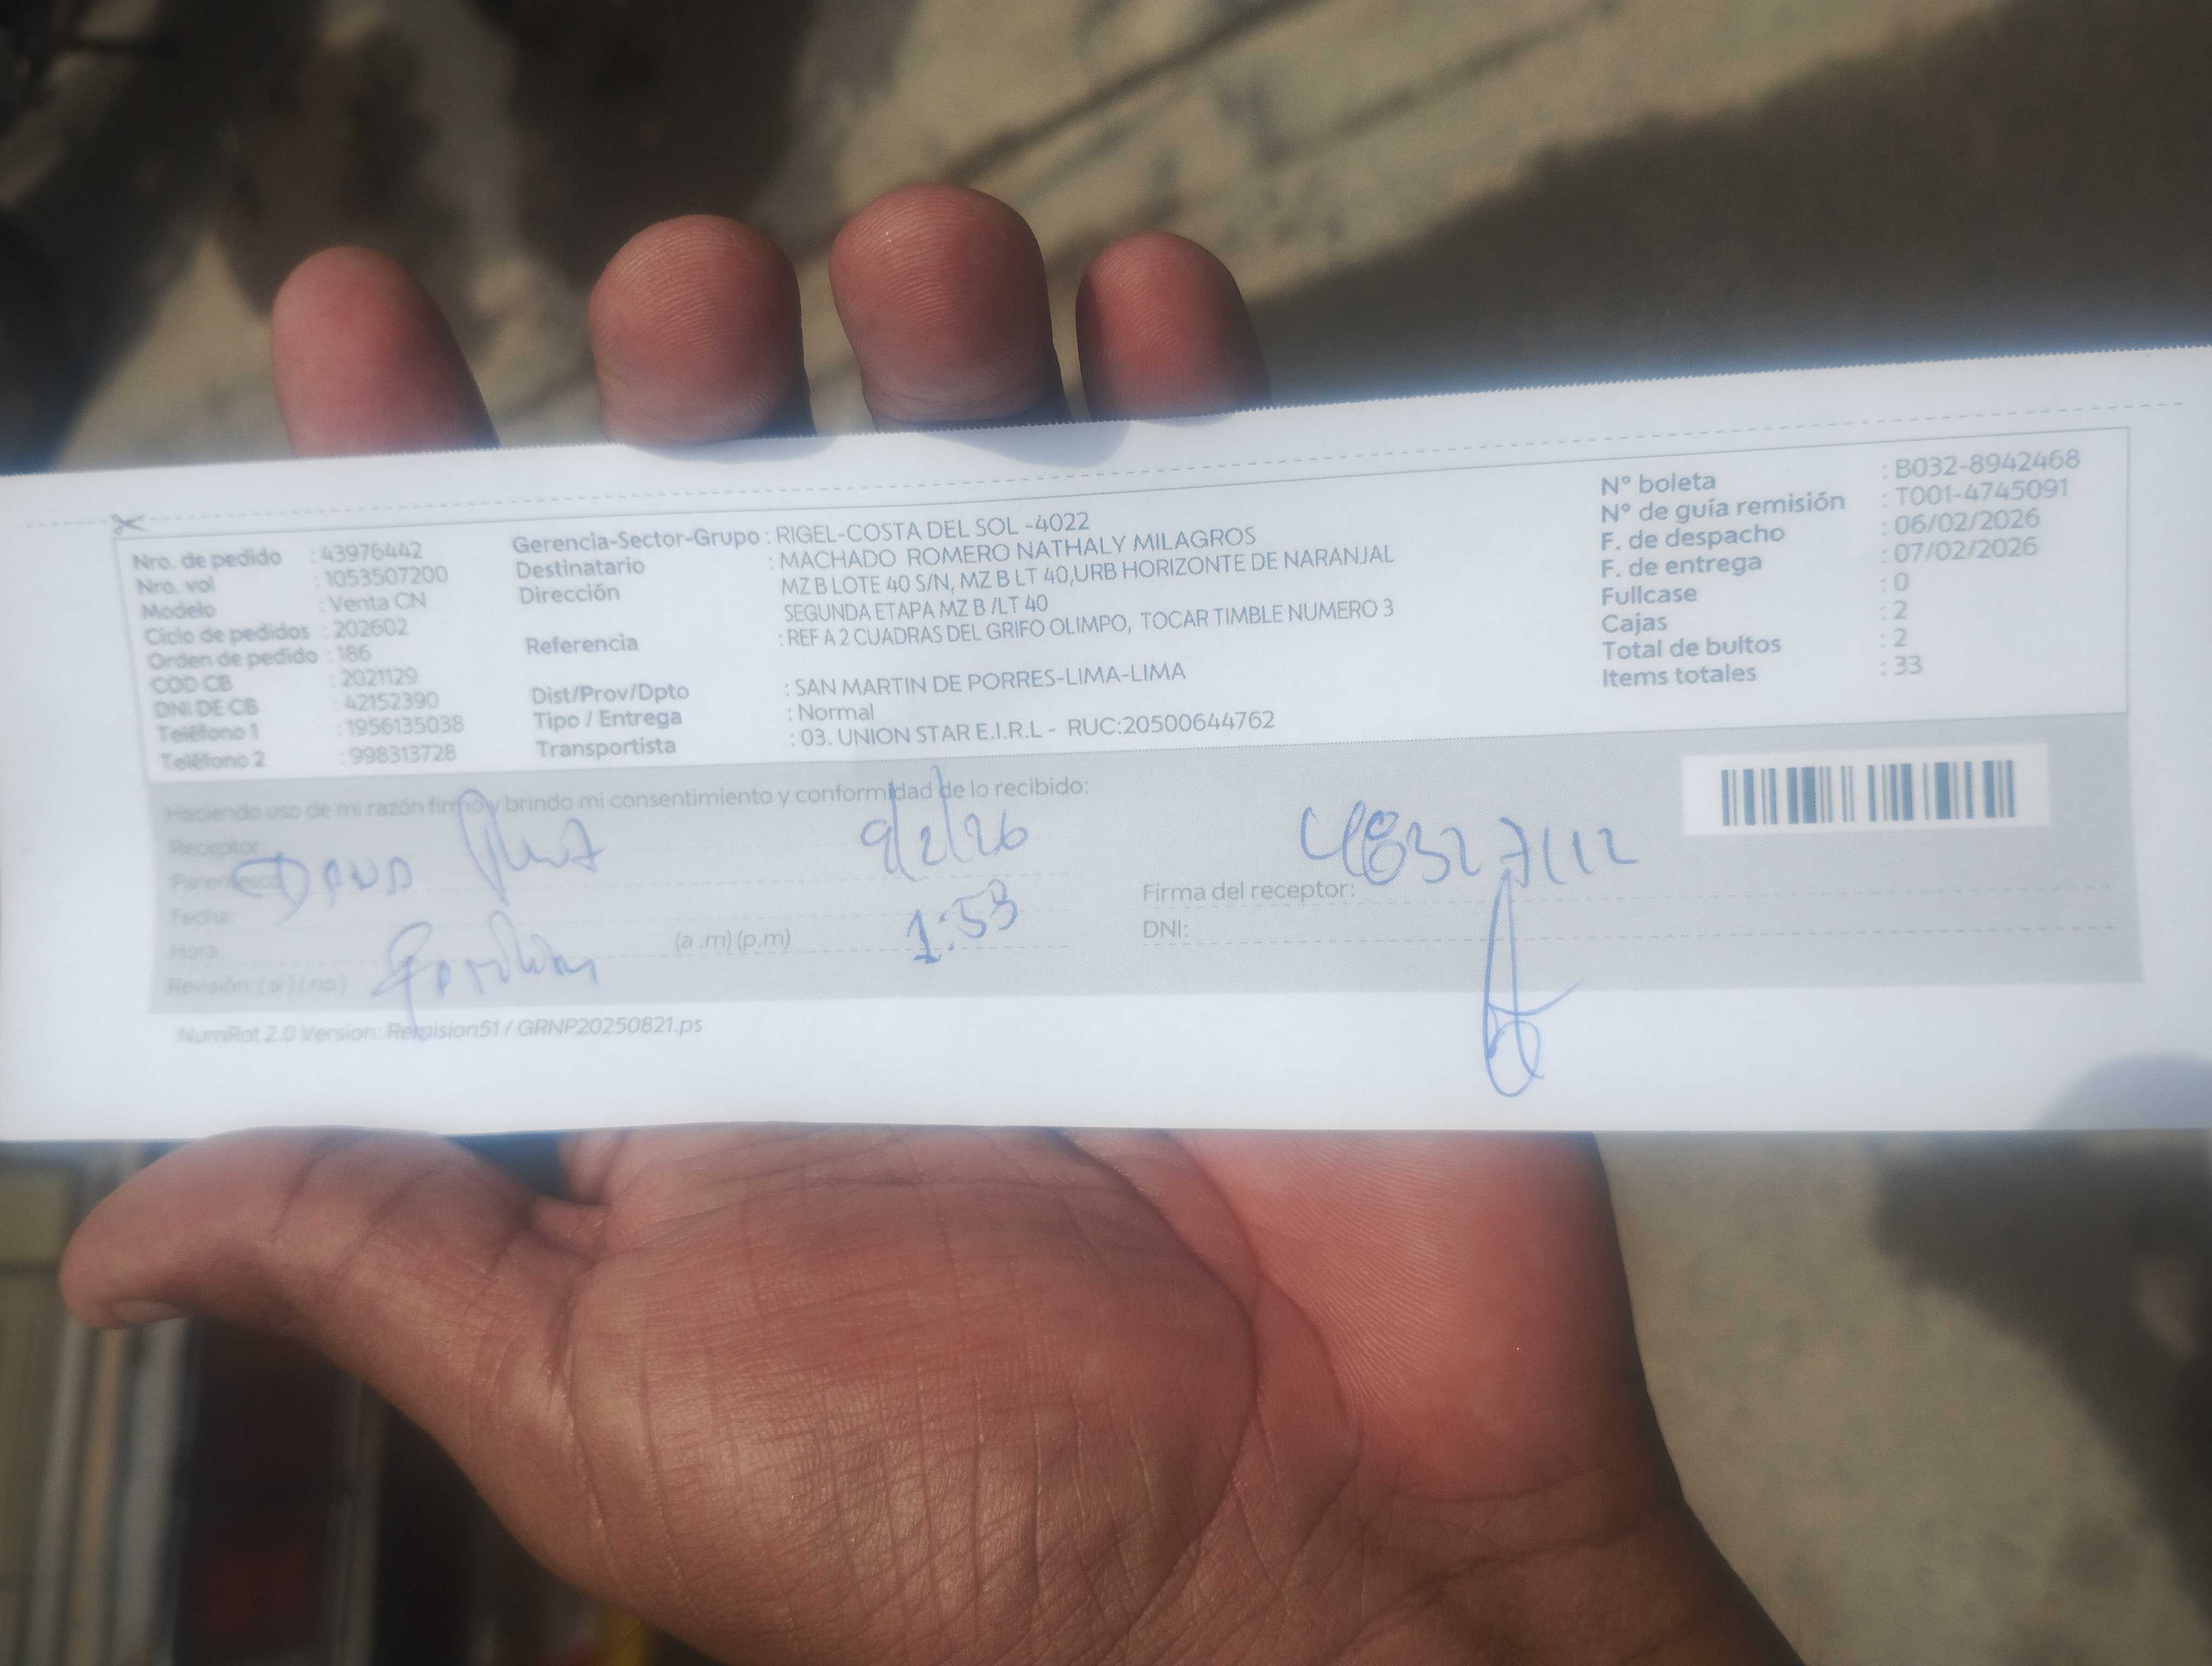 Nro. de pedido : 43976442
Nro. vol : 1053507200
Modelo : Venta CN
Ciclo de pedidos : 202602
Orden de pedido : 186
COD CB : 2021129
DNI DE CB : 42152390
Teléfono 1 : 1956135038
Teléfono 2 : 998313728
Gerencia-Sector-Grupo : RIGEL-COSTA DEL SOL -4022
Destinatario : MACHADO ROMERO NATHALY MILAGROS
Dirección MZ B LOTE 40 S/N, MZ B LT 40,URB HORIZONTE DE NARANJAL
SEGUNDA ETAPA MZ B /LT 40
Referencia : REF A 2 CUADRAS DEL GRIFO OLIMPO, TOCAR TIMBLE NUMERO 3
Dist/Prov/Dpto : SAN MARTIN DE PORRES-LIMA-LIMA
Tipo / Entrega : Normal
Transportista : 03. UNION STAR E.I.R.L - RUC:20500644762
N° boleta : B032-8942468
N° de guía remisión : T001-4745091
F. de despacho : 06/02/2026
F. de entrega : 07/02/2026
Fullcase : 0
Cajas : 2
Total de bultos : 2
Items totales : 33
Haciendo uso de mi razón firmo y brindo mi consentimiento y conformidad de lo recibido:
Receptor:
Parentesco
Fecha: 9/2/26
Hora: (a .m) (p.m) 1:53
Revisión: ( si ) ( no )
Firma del receptor:
DNI:
NumRot 2.0 Version: Remision51 / GRNP20250821.ps